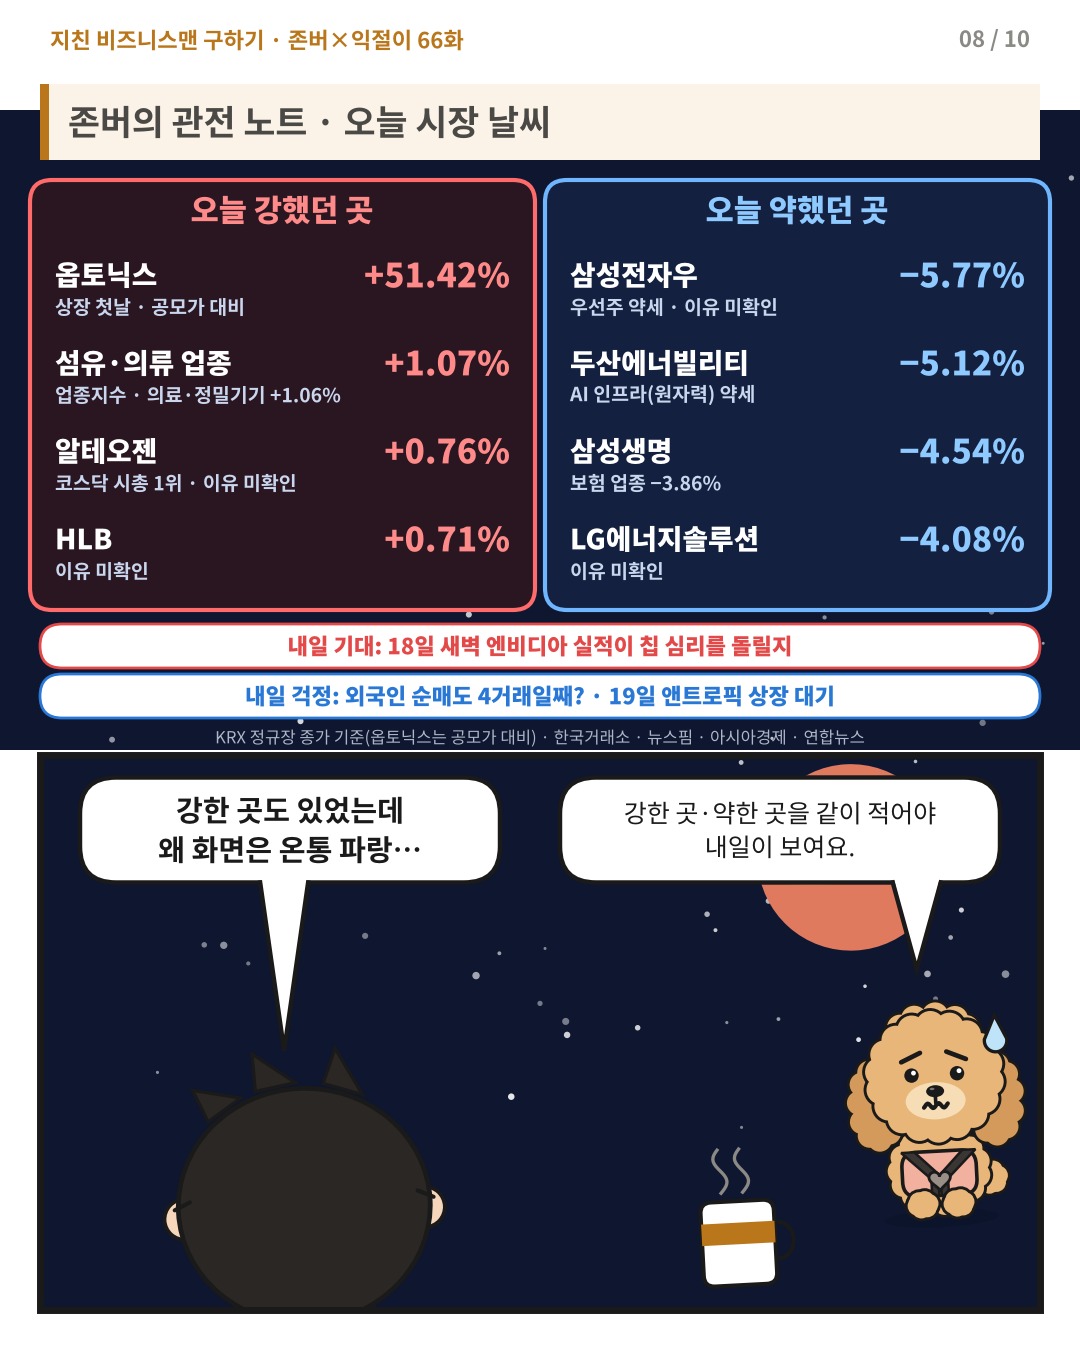 지친 비즈니스맨 구하기 · 존버×익절이 66화
08 / 10
존버의 관전 노트 · 오늘 시장 날씨
오늘 강했던 곳
옵토닉스 +51.42%
상장 첫날 · 공모가 대비
섬유·의류 업종 +1.07%
업종지수 · 의료·정밀기기 +1.06%
알테오젠 +0.76%
코스닥 시총 1위 · 이유 미확인
HLB +0.71%
이유 미확인
오늘 약했던 곳
삼성전자우 −5.77%
우선주 약세 · 이유 미확인
두산에너빌리티 −5.12%
AI 인프라(원자력) 약세
삼성생명 −4.54%
보험 업종 −3.86%
LG에너지솔루션 −4.08%
이유 미확인
내일 기대: 18일 새벽 엔비디아 실적이 칩 심리를 돌릴지
내일 걱정: 외국인 순매도 4거래일째? · 19일 앤트로픽 상장 대기
KRX 정규장 종가 기준(옵토닉스는 공모가 대비) · 한국거래소 · 뉴스핌 · 아시아경제 · 연합뉴스
강한 곳도 있었는데
왜 화면은 온통 파랑…
강한 곳·약한 곳을 같이 적어야
내일이 보여요.